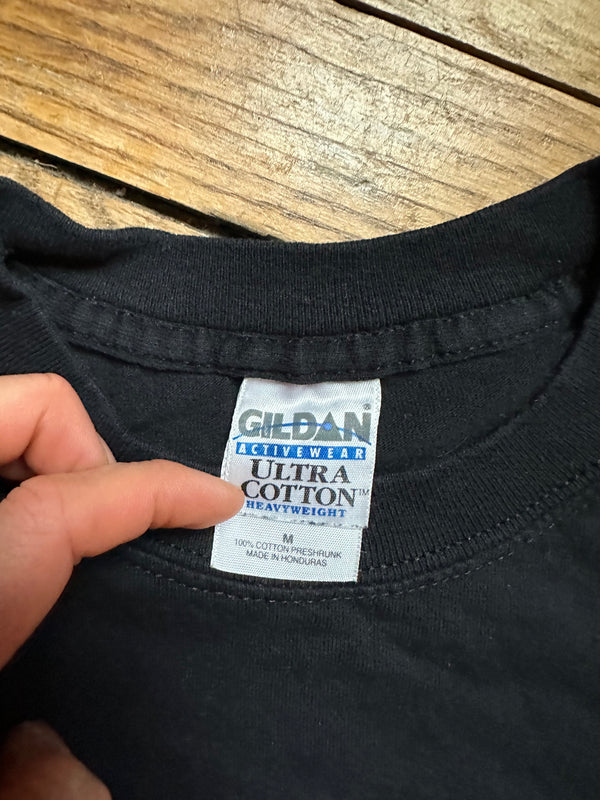 GILDAN®
ACTIVEWEAR
ULTRA
COTTON™
HEAVYWEIGHT
M
100% COTTON PRESHRUNK
MADE IN HONDURAS